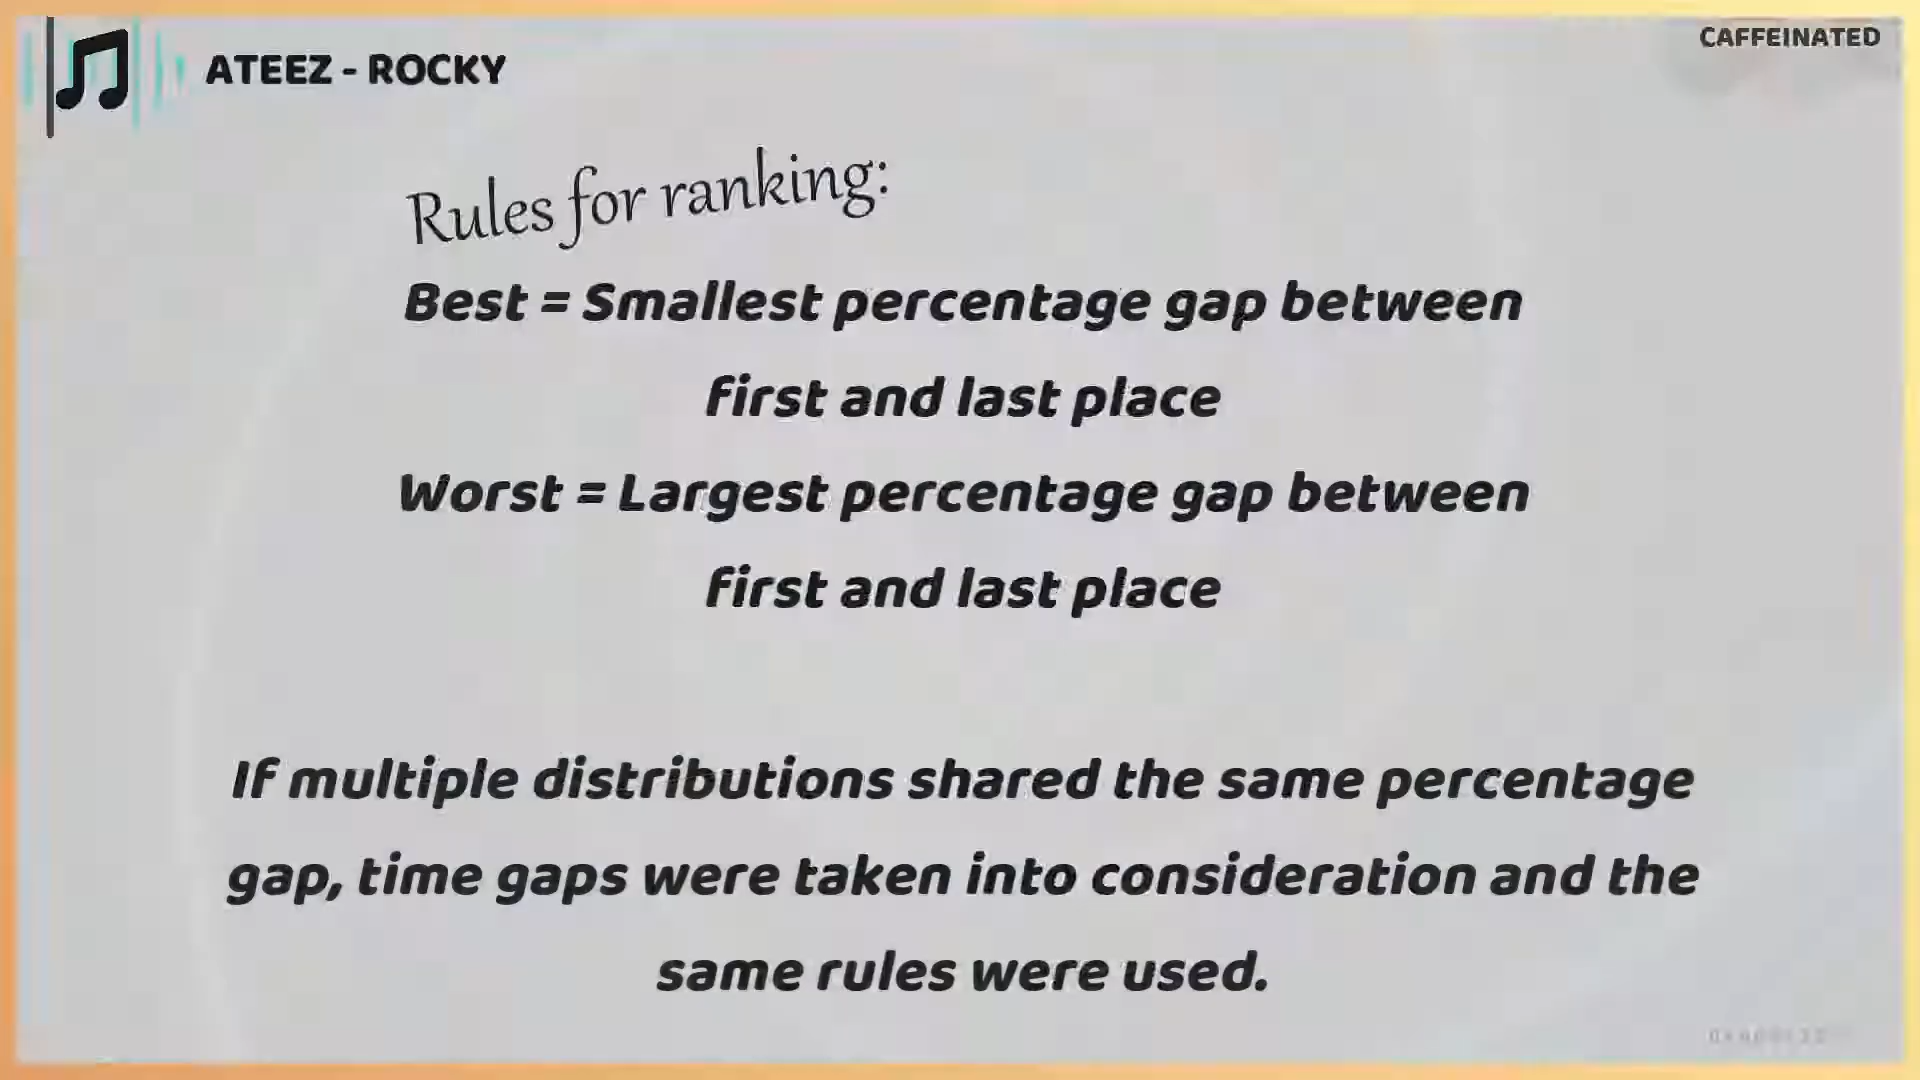 ATEEZ - ROCKY
CAFFEINATED
Rules for ranking:
Best = Smallest percentage gap between
first and last place
Worst = Largest percentage gap between
first and last place
If multiple distributions shared the same percentage
gap, time gaps were taken into consideration and the
same rules were used.